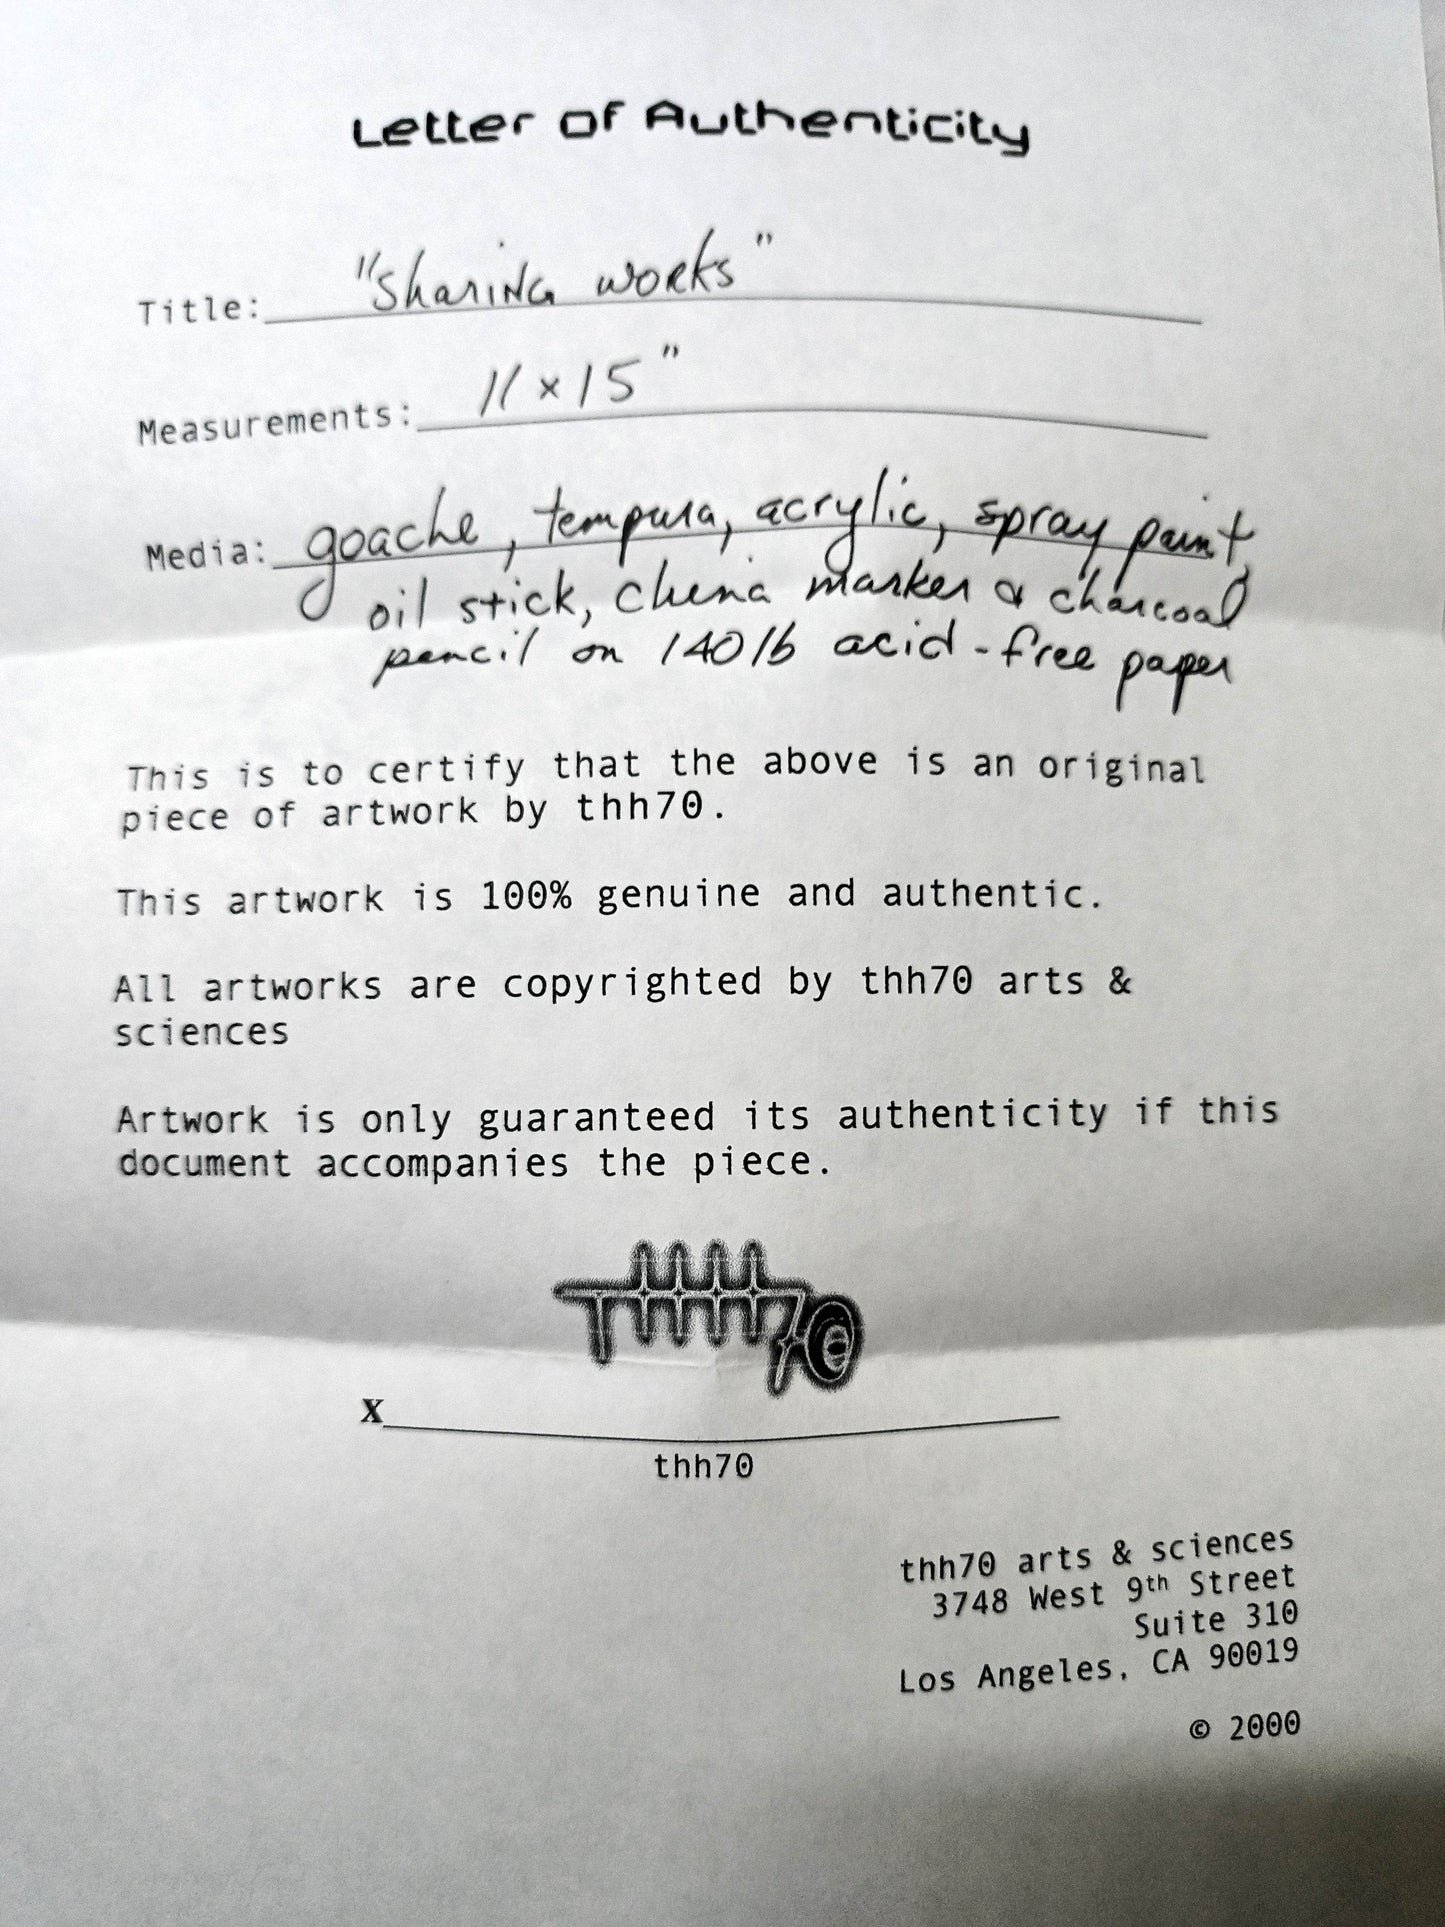 Letter of Authenticity
Title: "Sharing works"
Measurements: 11 x 15"
Media: goache, tempura, acrylic, spray paint,
oil stick, china marker & charcoal
pencil on 140 lb acid-free paper
This is to certify that the above is an original
piece of artwork by thh70.
This artwork is 100% genuine and authentic.
All artworks are copyrighted by thh70 arts &
sciences
Artwork is only guaranteed its authenticity if this
document accompanies the piece.
THHH70
X
thh70
thh70 arts & sciences
3748 West 9th Street
Suite 310
Los Angeles, CA 90019
© 2000